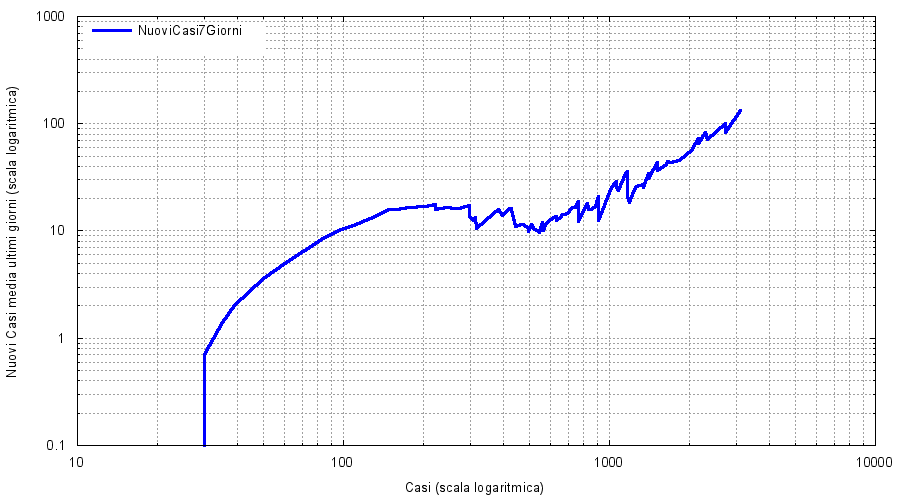 1000
NuoviCasi7Giorni
100
10
1
0.1
Nuovi Casi media ultimi giorni (scala logaritmica)
10 100 1000 10000
Casi (scala logaritmica)